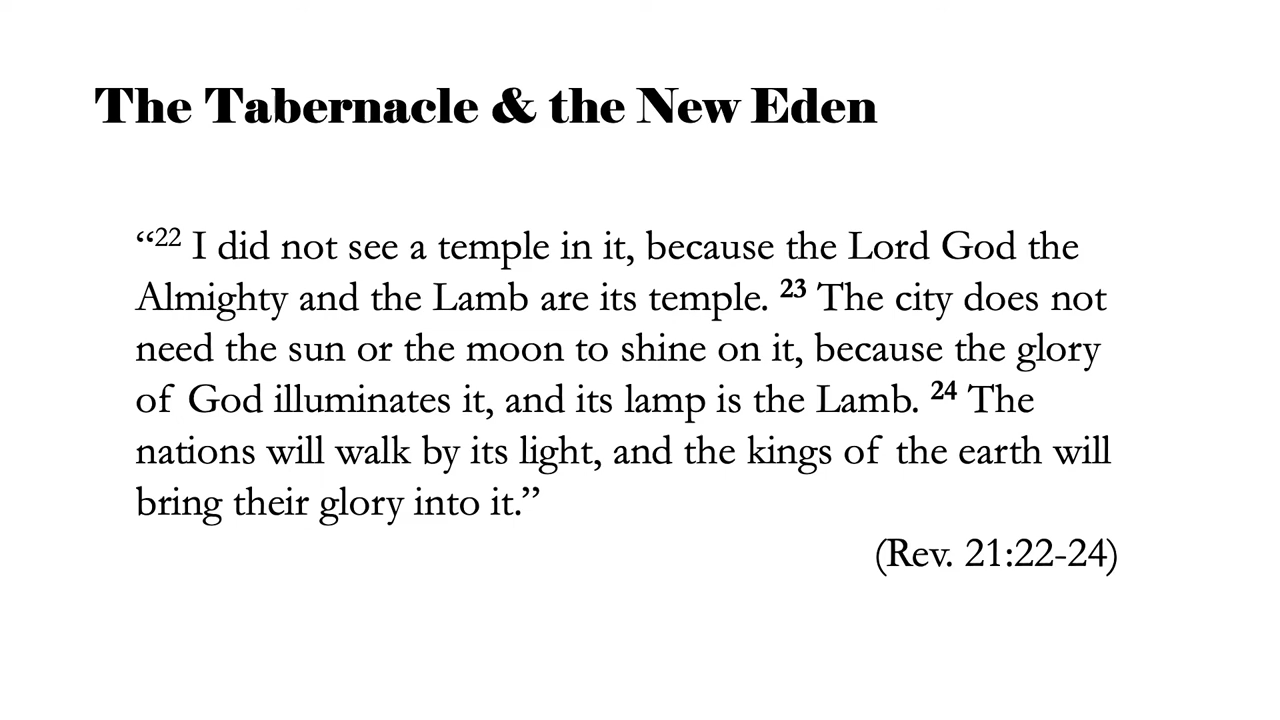 The Tabernacle & the New Eden
“22 I did not see a temple in it, because the Lord God the
Almighty and the Lamb are its temple. 23 The city does not
need the sun or the moon to shine on it, because the glory
of God illuminates it, and its lamp is the Lamb. 24 The
nations will walk by its light, and the kings of the earth will
bring their glory into it.”
(Rev. 21:22-24)